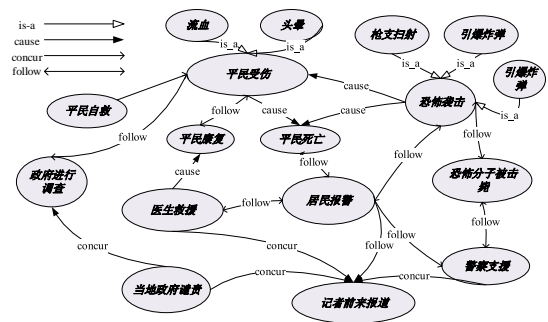 is-a
cause
concur
follow
流血
头晕
枪支扫射
引爆炸弹
is_a
is_a
is_a
is_a
平民受伤
引爆炸
弹
恐怖袭击
is_a
cause
平民自救
cause
cause
follow
follow
follow
平民康复
平民死亡
follow
follow
政府进行
调查
cause
恐怖分子被击
毙
医生救援
follow
居民报警
follow
follow
follow
concur
concur
警察支援
当地政府谴责
concur
concur
记者前来报道